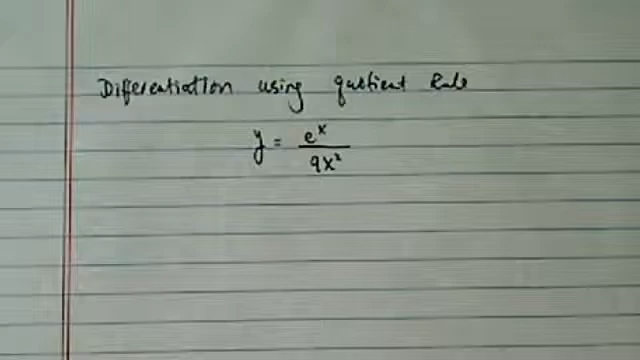 Differentiation using quotient Rule
y = e^x / 9x²